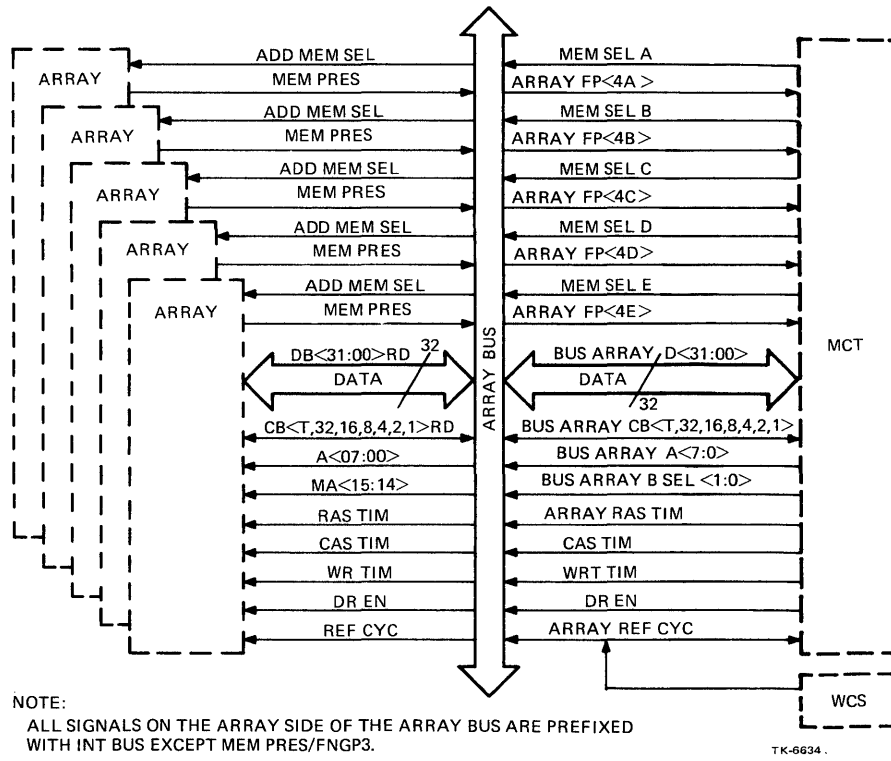 ADD MEM SEL MEM SEL A
ARRAY MEM PRES ARRAY FP<4A>
ADD MEM SEL MEM SEL B
ARRAY MEM PRES ARRAY FP<4B>
ADD MEM SEL MEM SEL C
ARRAY MEM PRES ARRAY FP<4C>
ADD MEM SEL MEM SEL D
ARRAY MEM PRES ARRAY FP<4D>
ADD MEM SEL MEM SEL E
ARRAY MEM PRES ARRAY FP<4E>
ARRAY BUS
MCT
DB<31:00>RD 32 BUS ARRAY D<31:00>
DATA DATA
32
CB<T,32,16,8,4,2,1>RD BUS ARRAY CB<T,32,16,8,4,2,1>
A<07:00> BUS ARRAY A<7:0>
MA<15:14> BUS ARRAY B SEL <1:0>
RAS TIM ARRAY RAS TIM
CAS TIM CAS TIM
WR TIM WRT TIM
DR EN DR EN
REF CYC ARRAY REF CYC
WCS
NOTE:
ALL SIGNALS ON THE ARRAY SIDE OF THE ARRAY BUS ARE PREFIXED
WITH INT BUS EXCEPT MEM PRES/FNGP3.
TK-6634.